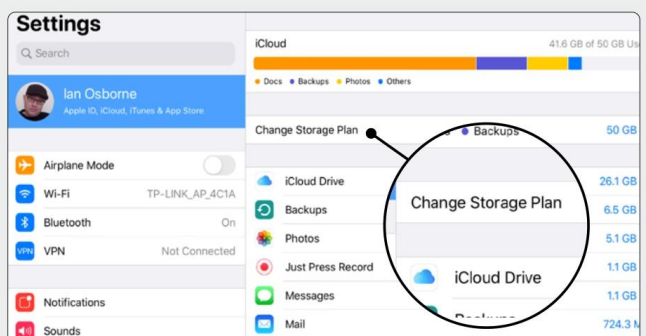 Settings
Search
Ian Osborne
Apple ID, iCloud, iTunes & App Store
Airplane Mode
Wi-Fi TP-LINK_AP_4C1A
Bluetooth On
VPN VPN Not Connected
Notifications
Sounds
iCloud 41.6 GB of 50 GB Us
Docs Backups Photos Others
Change Storage Plan Backups 50 GB
iCloud Drive 26.1 GB
Backups 6.5 GB
Photos 5.1 GB
Just Press Record 1.1 GB
Messages 1.1 GB
Mail 724.3
Change Storage Plan
iCloud Drive